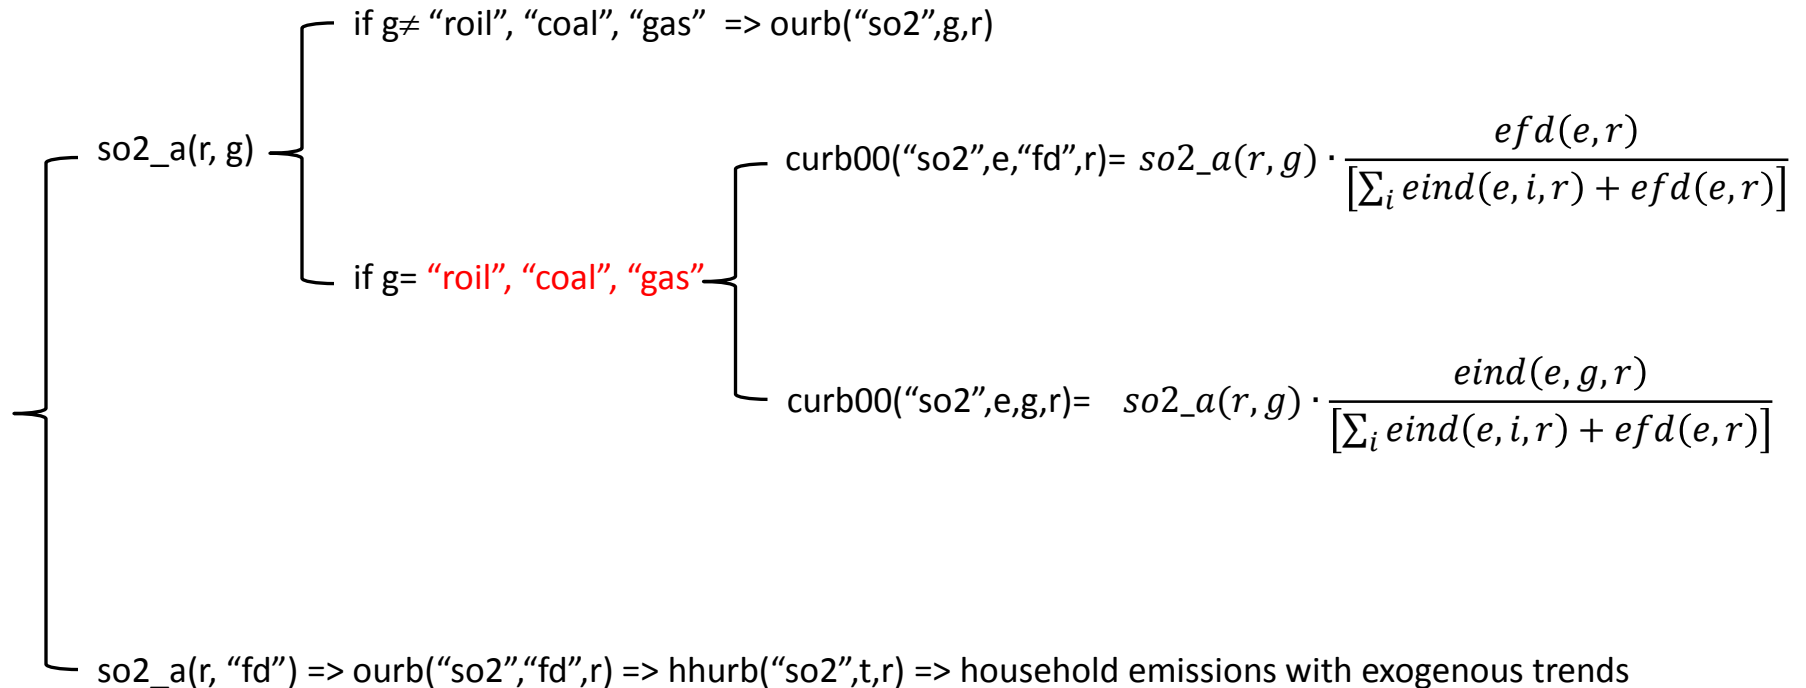 if g≠ “roil”, “coal”, “gas” => ourb(“so2”,g,r)
so2_a(r, g)
curb00(“so2”,e,“fd”,r)= so2_a(r, g) · efd(e, r) / [∑i eind(e, i, r) + efd(e, r)]
if g= “roil”, “coal”, “gas”
curb00(“so2”,e,g,r)= so2_a(r, g) · eind(e, g, r) / [∑i eind(e, i, r) + efd(e, r)]
so2_a(r, “fd”) => ourb(“so2”,“fd”,r) => hhurb(“so2”,t,r) => household emissions with exogenous trends